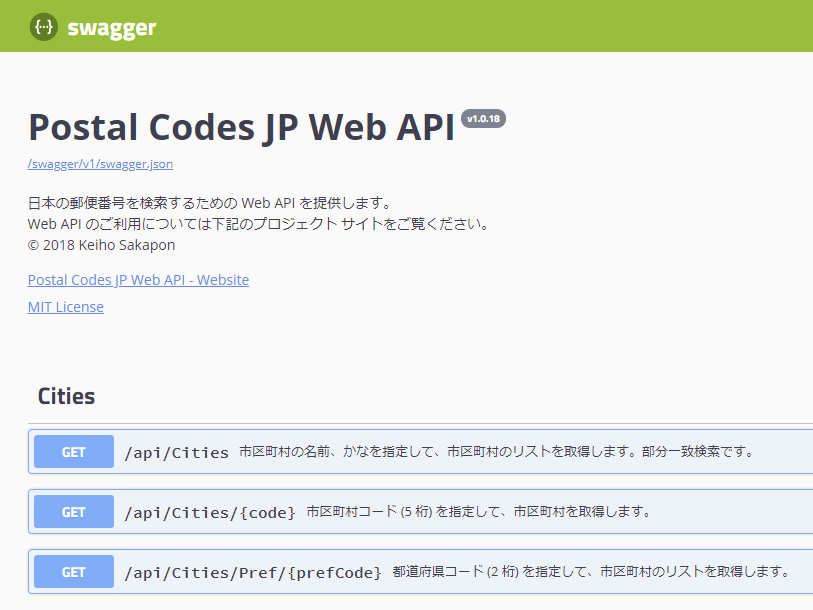 {···} swagger
Postal Codes JP Web API v1.0.18
/swagger/v1/swagger.json
日本の郵便番号を検索するための Web API を提供します。
Web API のご利用については下記のプロジェクト サイトをご覧ください。
© 2018 Keiho Sakapon
Postal Codes JP Web API - Website
MIT License
Cities
GET /api/Cities 市区町村の名前、かなを指定して、市区町村のリストを取得します。部分一致検索です。
GET /api/Cities/{code} 市区町村コード (5 桁) を指定して、市区町村を取得します。
GET /api/Cities/Pref/{prefCode} 都道府県コード (2 桁) を指定して、市区町村のリストを取得します。